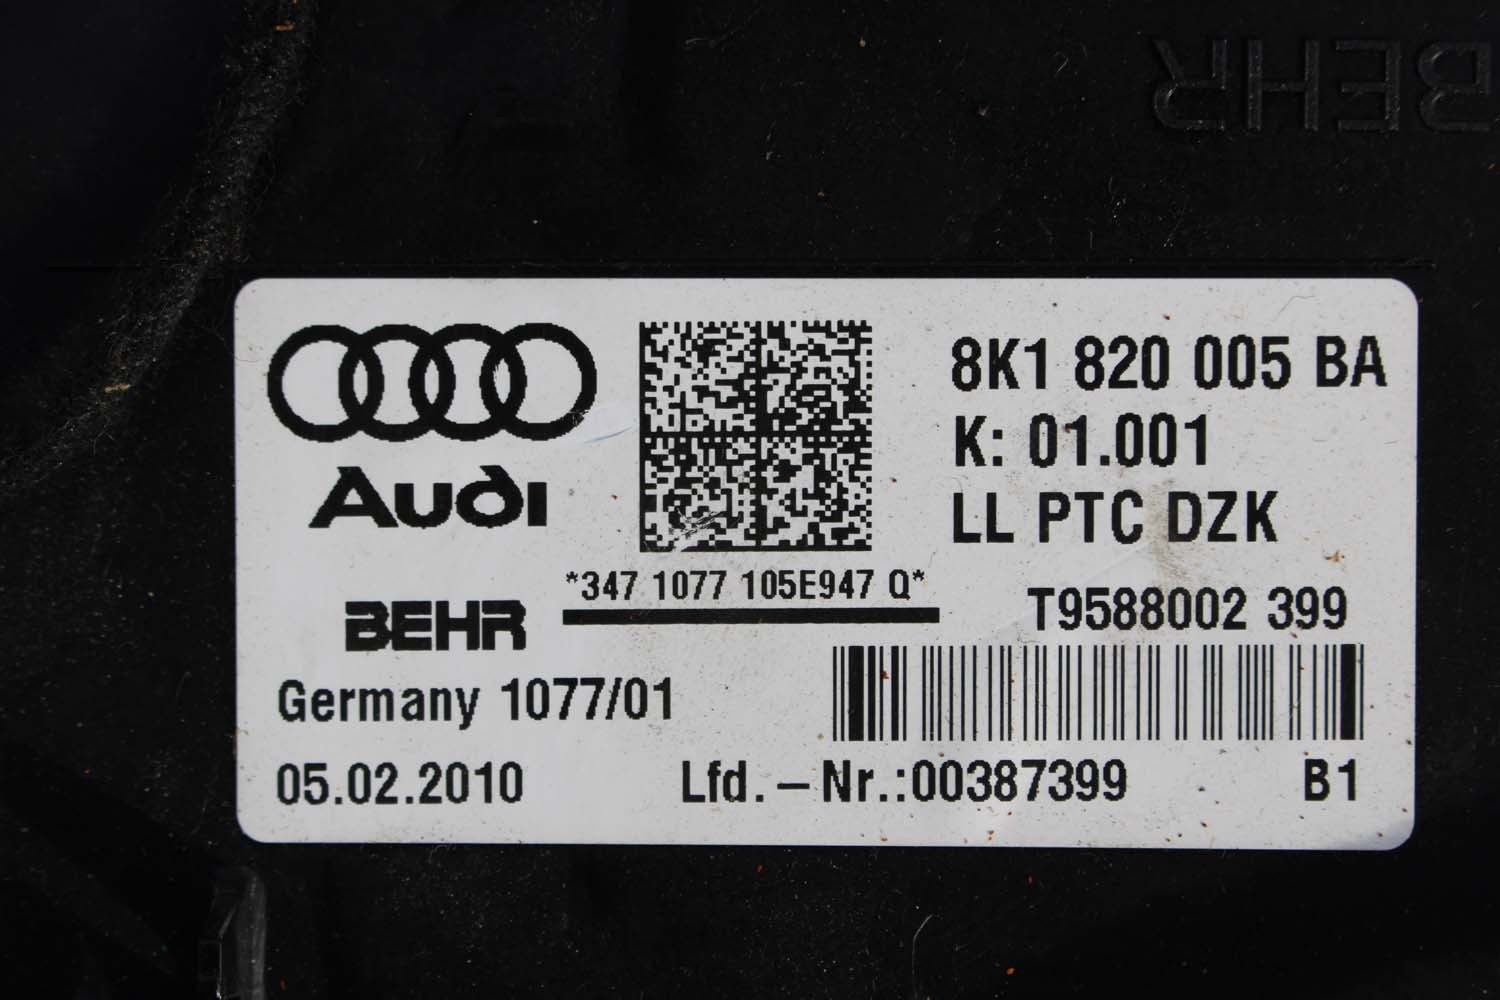 BEHR
Audi
8K1 820 005 BA
K: 01.001
LL PTC DZK
*347 1077 105E947 Q*
T9588002 399
BEHR
Germany 1077/01
05.02.2010
Lfd.-Nr.:00387399
B1